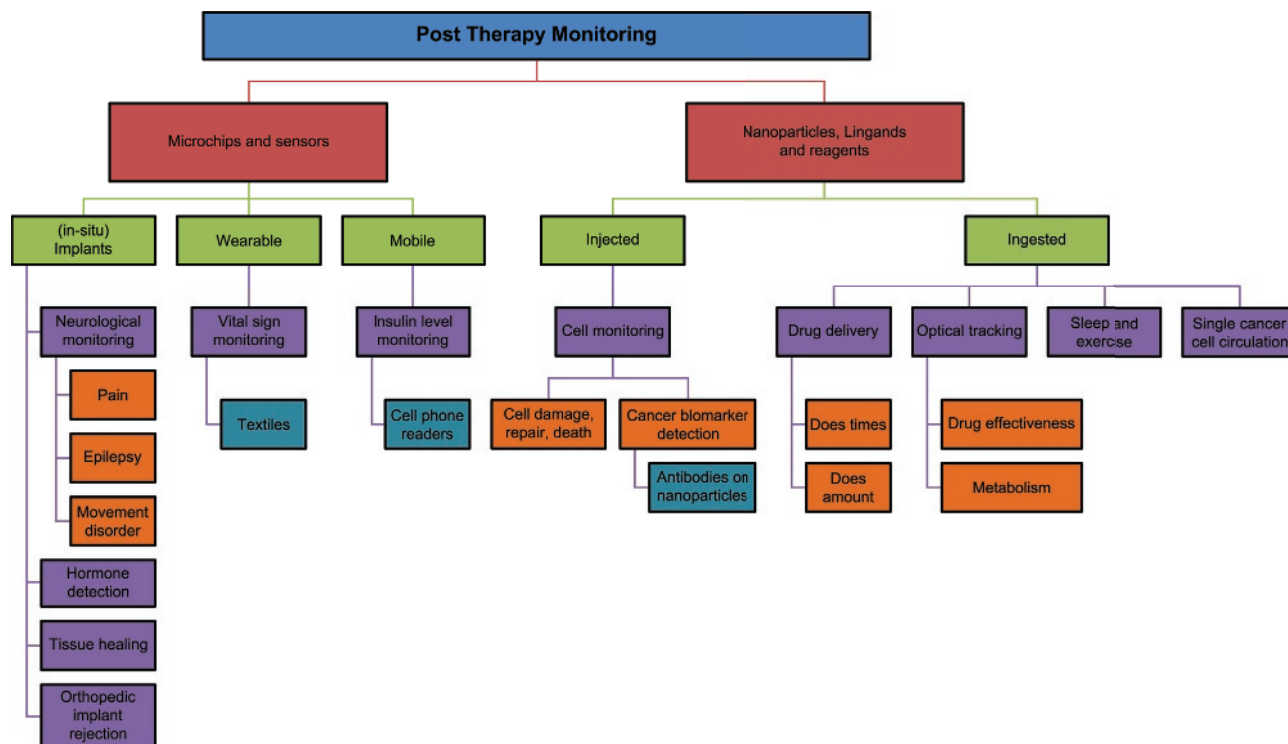 Post Therapy Monitoring
Microchips and sensors
Nanoparticles, Lingands
and reagents
(in-situ)
Implants
Wearable
Mobile
Injected
Ingested
Neurological
monitoring
Vital sign
monitoring
Insulin level
monitoring
Cell monitoring
Drug delivery
Optical tracking
Sleep and
exercise
Single cancer
cell circulation
Pain
Epilepsy
Movement
disorder
Textiles
Cell phone
readers
Cell damage,
repair, death
Cancer blomarker
detection
Antibodies on
nanoparticles
Does times
Does
amount
Drug effectiveness
Metabolism
Hormone
detection
Tissue healing
Orthopedic
implant
rejection